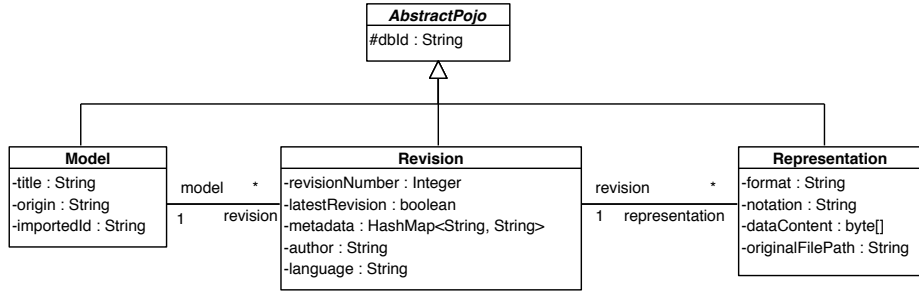 AbstractPojo
#dbId : String
Model
-title : String
-origin : String
-importedId : String
model *
1 revision
Revision
-revisionNumber : Integer
-latestRevision : boolean
-metadata : HashMap<String, String>
-author : String
-language : String
revision *
1 representation
Representation
-format : String
-notation : String
-dataContent : byte[]
-originalFilePath : String